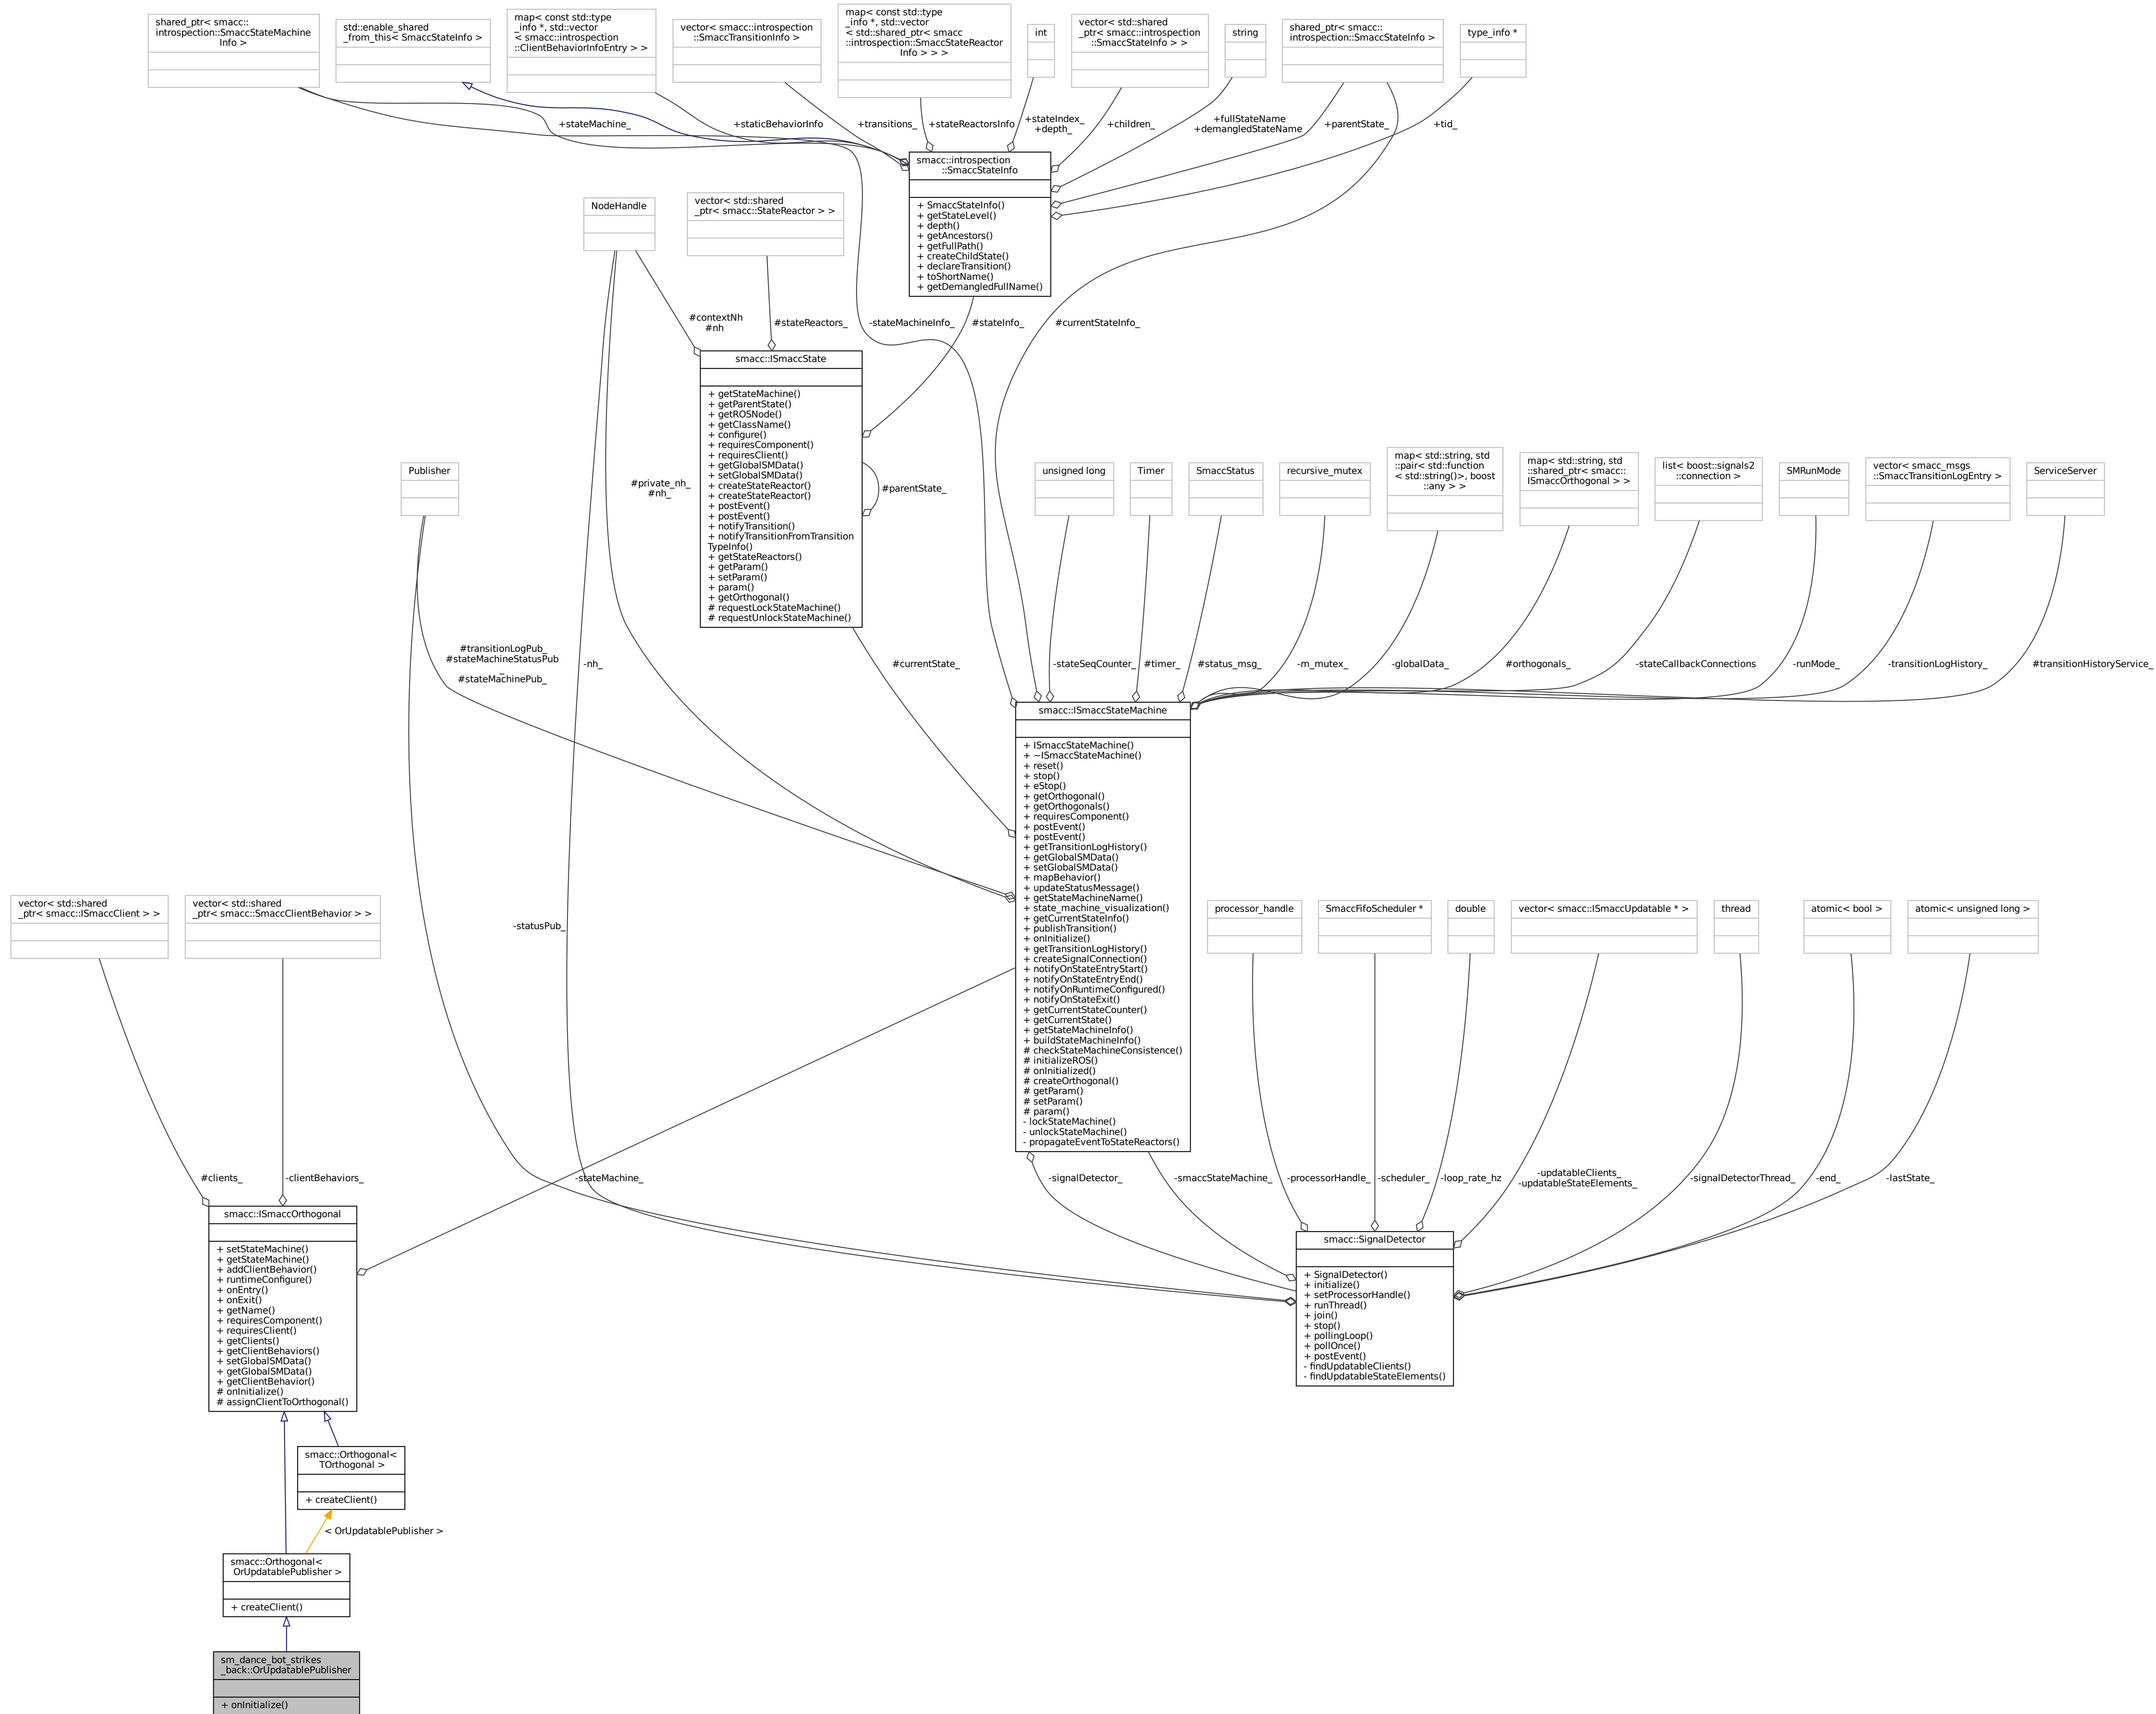 shared_ptr< smacc::
introspection::SmaccStateMachine
Info >
std::enable_shared
_from_this< SmaccStateInfo >
map< const std::type
_info *, std::vector
< smacc::introspection
::ClientBehaviorInfoEntry > >
vector< smacc::introspection
::SmaccTransitionInfo >
map< const std::type
_info *, std::vector
< std::shared_ptr< smacc
::introspection::SmaccStateReactor
Info > > >
int
vector< std::shared
_ptr< smacc::introspection
::SmaccStateInfo > >
string
shared_ptr< smacc::
introspection::SmaccStateInfo >
type_info *
+stateMachine_
+staticBehaviorInfo
+transitions_
+stateReactorsInfo
+stateIndex_
+depth_
+children_
+fullStateName
+demangledStateName
+parentState_
+tid_
smacc::introspection
::SmaccStateInfo
+ SmaccStateInfo()
+ getStateLevel()
+ depth()
+ getAncestors()
+ getFullPath()
+ createChildState()
+ declareTransition()
+ toShortName()
+ getDemangledFullName()
NodeHandle
vector< std::shared
_ptr< smacc::StateReactor > >
#contextNh
#nh
#stateReactors_
-stateMachineInfo_
#stateInfo_
#currentStateInfo_
smacc::ISmaccState
+ getStateMachine()
+ getParentState()
+ getROSNode()
+ getClassName()
+ configure()
+ requiresComponent()
+ requiresClient()
+ getGlobalSMData()
+ setGlobalSMData()
+ createStateReactor()
+ createStateReactor()
+ postEvent()
+ postEvent()
+ notifyTransition()
+ notifyTransitionFromTransition
TypeInfo()
+ getStateReactors()
+ getParam()
+ setParam()
+ param()
+ getOrthogonal()
# requestLockStateMachine()
# requestUnlockStateMachine()
#parentState_
Publisher
#private_nh_
#nh_
unsigned long
Timer
SmaccStatus
recursive_mutex
map< std::string, std
::pair< std::function
< std::string()>, boost
::any > >
map< std::string, std
::shared_ptr< smacc::
ISmaccOrthogonal > >
list< boost::signals2
::connection >
SMRunMode
vector< smacc_msgs
::SmaccTransitionLogEntry >
ServiceServer
#transitionLogPub_
#stateMachineStatusPub
_
#stateMachinePub_
-nh_
#currentState_
-stateSeqCounter_
#timer_
#status_msg_
-m_mutex_
-globalData_
#orthogonals_
-stateCallbackConnections
-runMode_
-transitionLogHistory_
#transitionHistoryService_
smacc::ISmaccStateMachine
+ ISmaccStateMachine()
+ ~ISmaccStateMachine()
+ reset()
+ stop()
+ eStop()
+ getOrthogonal()
+ getOrthogonals()
+ requiresComponent()
+ postEvent()
+ postEvent()
+ getTransitionLogHistory()
+ getGlobalSMData()
+ setGlobalSMData()
+ mapBehavior()
+ updateStatusMessage()
+ getStateMachineName()
+ state_machine_visualization()
+ getCurrentStateInfo()
+ publishTransition()
+ onInitialize()
+ getTransitionLogHistory()
+ createSignalConnection()
+ notifyOnStateEntryStart()
+ notifyOnStateEntryEnd()
+ notifyOnRuntimeConfigured()
+ notifyOnStateExit()
+ getCurrentStateCounter()
+ getCurrentState()
+ getStateMachineInfo()
+ buildStateMachineInfo()
# checkStateMachineConsistence()
# initializeROS()
# onInitialized()
# createOrthogonal()
# getParam()
# setParam()
# param()
- lockStateMachine()
- unlockStateMachine()
- propagateEventToStateReactors()
vector< std::shared
_ptr< smacc::ISmaccClient > >
vector< std::shared
_ptr< smacc::SmaccClientBehavior > >
-statusPub_
processor_handle
SmaccFifoScheduler *
double
vector< smacc::ISmaccUpdatable * >
thread
atomic< bool >
atomic< unsigned long >
#clients_
-clientBehaviors_
-stateMachine_
-signalDetector_
-smaccStateMachine_
-processorHandle_
-scheduler_
-loop_rate_hz
-updatableClients_
-updatableStateElements_
-signalDetectorThread_
-end_
-lastState_
smacc::ISmaccOrthogonal
+ setStateMachine()
+ getStateMachine()
+ addClientBehavior()
+ runtimeConfigure()
+ onEntry()
+ onExit()
+ getName()
+ requiresComponent()
+ requiresClient()
+ getClients()
+ getClientBehaviors()
+ setGlobalSMData()
+ getGlobalSMData()
+ getClientBehavior()
# onInitialize()
# assignClientToOrthogonal()
smacc::SignalDetector
+ SignalDetector()
+ initialize()
+ setProcessorHandle()
+ runThread()
+ join()
+ stop()
+ pollingLoop()
+ pollOnce()
+ postEvent()
- findUpdatableClients()
- findUpdatableStateElements()
smacc::Orthogonal<
TOrthogonal >
+ createClient()
< OrUpdatablePublisher >
smacc::Orthogonal<
OrUpdatablePublisher >
+ createClient()
sm_dance_bot_strikes
_back::OrUpdatablePublisher
+ onInitialize()